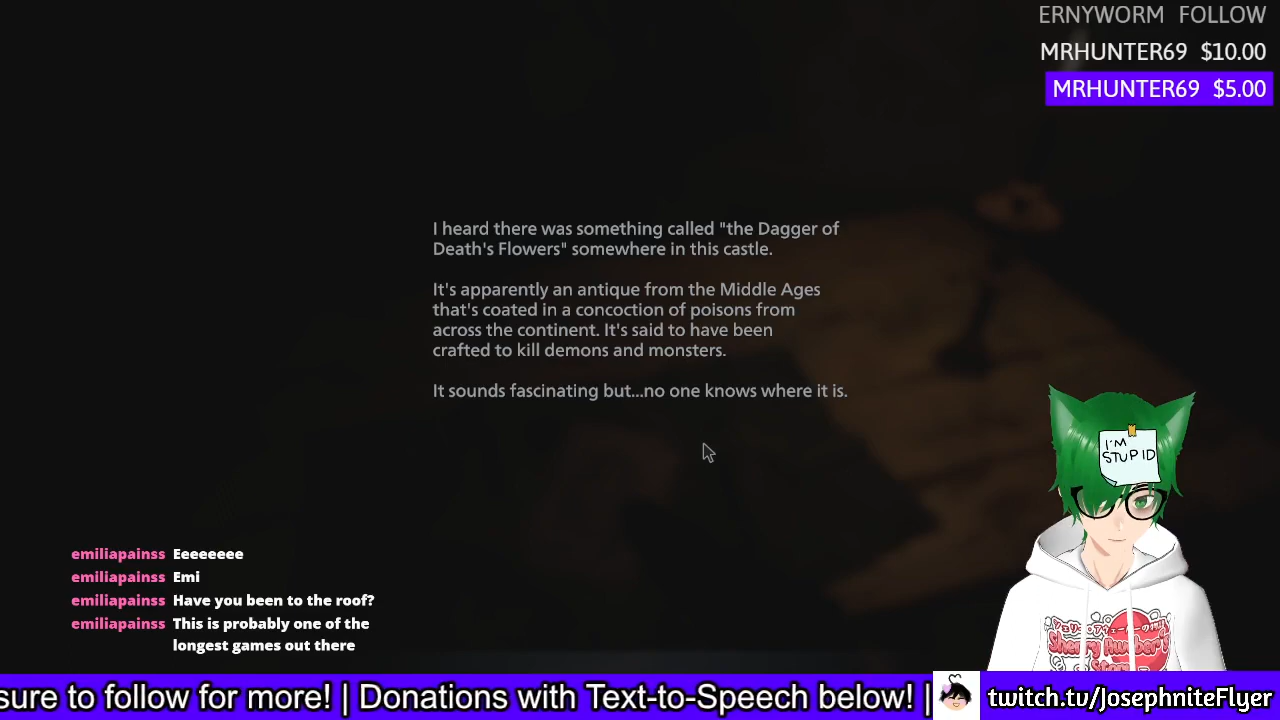 ERNYWORM FOLLOW
MRHUNTER69 $10.00
MRHUNTER69 $5.00
I heard there was something called "the Dagger of
Death's Flowers" somewhere in this castle.
It's apparently an antique from the Middle Ages
that's coated in a concoction of poisons from
across the continent. It's said to have been
crafted to kill demons and monsters.
It sounds fascinating but...no one knows where it is.
I'M
STUPID
emiliapainss Eeeeeeee
emiliapainss Emi
emiliapainss Have you been to the roof?
emiliapainss This is probably one of the
longest games out there
sure to follow for more! | Donations with Text-to-Speech below! |
twitch.tv/JosephniteFlyer